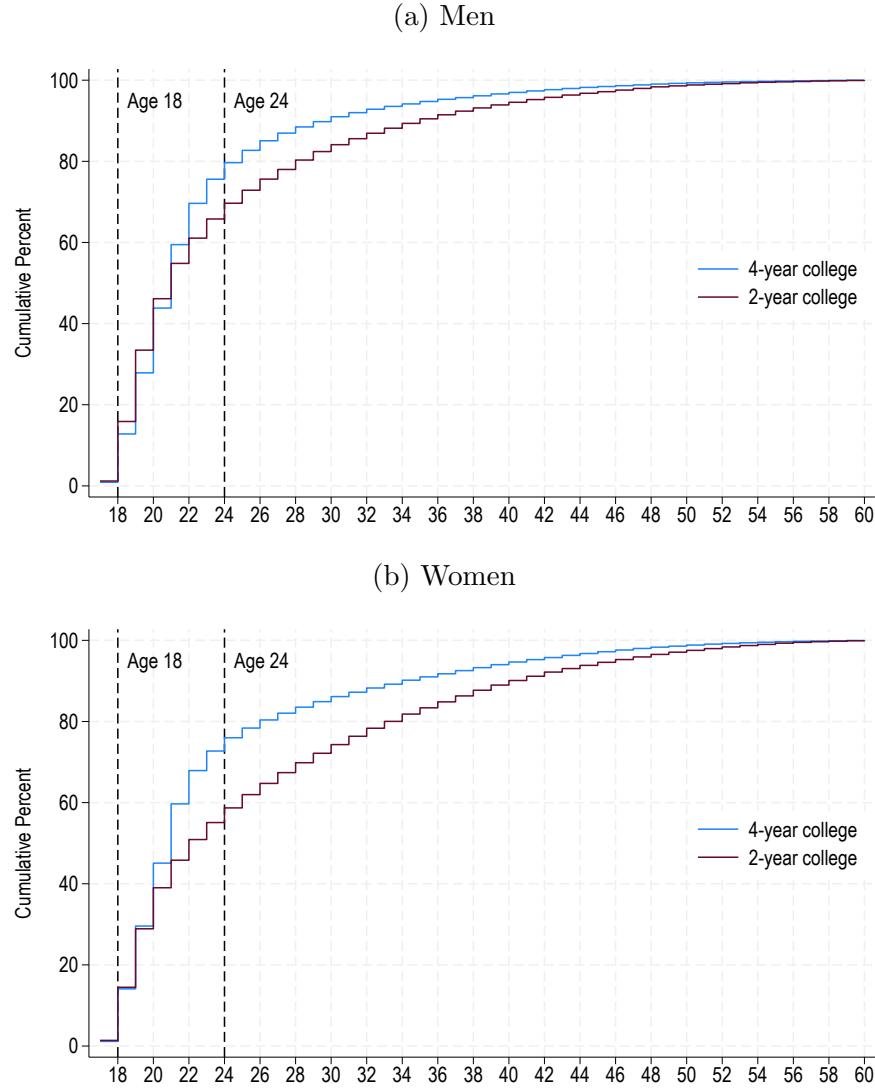 (a) Men
100
80
60
40
20
0
Cumulative Percent
Age 18
Age 24
4-year college
2-year college
18 20 22 24 26 28 30 32 34 36 38 40 42 44 46 48 50 52 54 56 58 60
(b) Women
100
80
60
40
20
0
Cumulative Percent
Age 18
Age 24
4-year college
2-year college
18 20 22 24 26 28 30 32 34 36 38 40 42 44 46 48 50 52 54 56 58 60